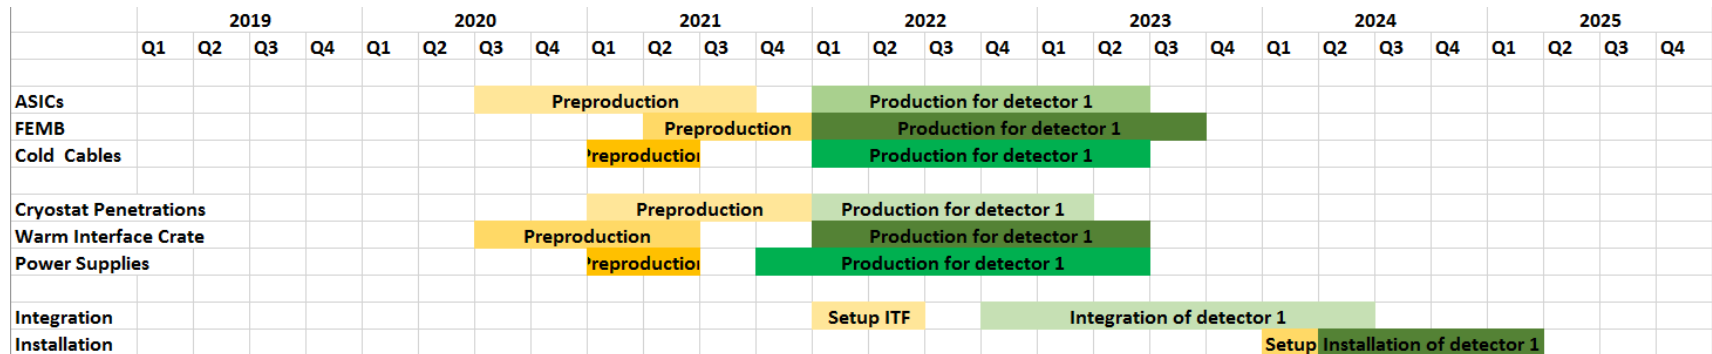 2019 2020 2021 2022 2023 2024 2025
Q1 Q2 Q3 Q4 Q1 Q2 Q3 Q4 Q1 Q2 Q3 Q4 Q1 Q2 Q3 Q4 Q1 Q2 Q3 Q4 Q1 Q2 Q3 Q4 Q1 Q2 Q3 Q4
ASICs Preproduction Production for detector 1
FEMB Preproduction Production for detector 1
Cold Cables Preproduction Production for detector 1
Cryostat Penetrations Preproduction Production for detector 1
Warm Interface Crate Preproduction Production for detector 1
Power Supplies Preproduction Production for detector 1
Integration Setup ITF Integration of detector 1
Installation Setup Installation of detector 1